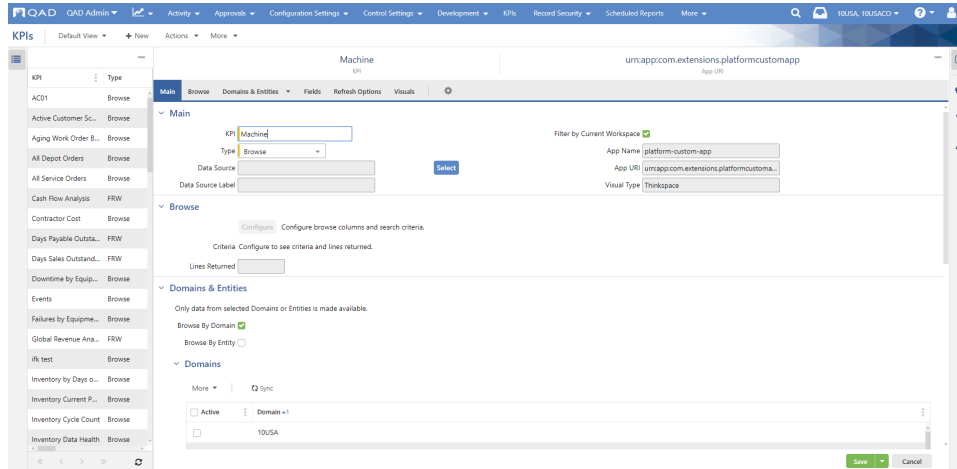 QAD QAD Admin Activity Approvals Configuration Settings Control Settings Development KPIs Record Security Scheduled Reports More 10USA, 10USACO
KPIs Default View + New Actions More
Machine
KPI
urn:app:com.extensions.platformcustomapp
App URI
KPI Type
AC01 Browse
Active Customer Sc... Browse
Aging Work Order B... Browse
All Depot Orders Browse
All Service Orders Browse
Cash Flow Analysis FRW
Contractor Cost Browse
Days Payable Outsta... FRW
Days Sales Outstand... FRW
Downtime by Equip... Browse
Events Browse
Failures by Equipme... Browse
Global Revenue Ana... FRW
ifk test Browse
Inventory by Days o... Browse
Inventory Current P... Browse
Inventory Cycle Count Browse
Inventory Data Health Browse
Main Browse Domains & Entities Fields Refresh Options Visuals
Main
KPI Machine
Type Browse
Data Source Select
Data Source Label
Filter by Current Workspace
App Name platform-custom-app
App URI urn:app:com.extensions.platformcustoma...
Visual Type Thinkspace
Browse
Configure Configure browse columns and search criteria.
Criteria Configure to see criteria and lines returned.
Lines Returned
Domains & Entities
Only data from selected Domains or Entities is made available.
Browse By Domain
Browse By Entity
Domains
More Sync
Active Domain 1
10USA
Save Cancel